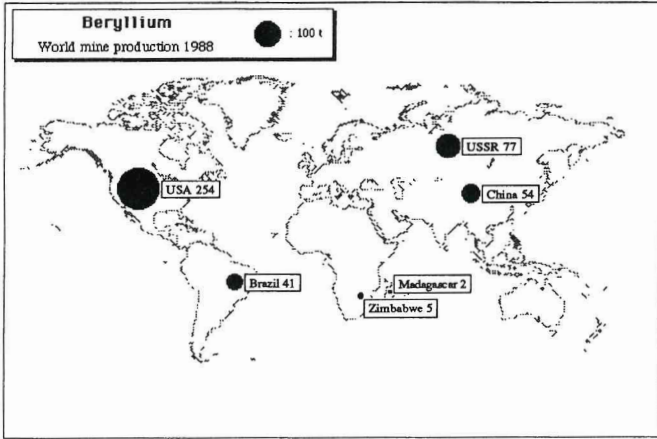 Beryllium
World mine production 1988
: 100 t
USSR 77
USA 254
China 54
Brazil 41
Madagascar 2
Zimbabwe 5